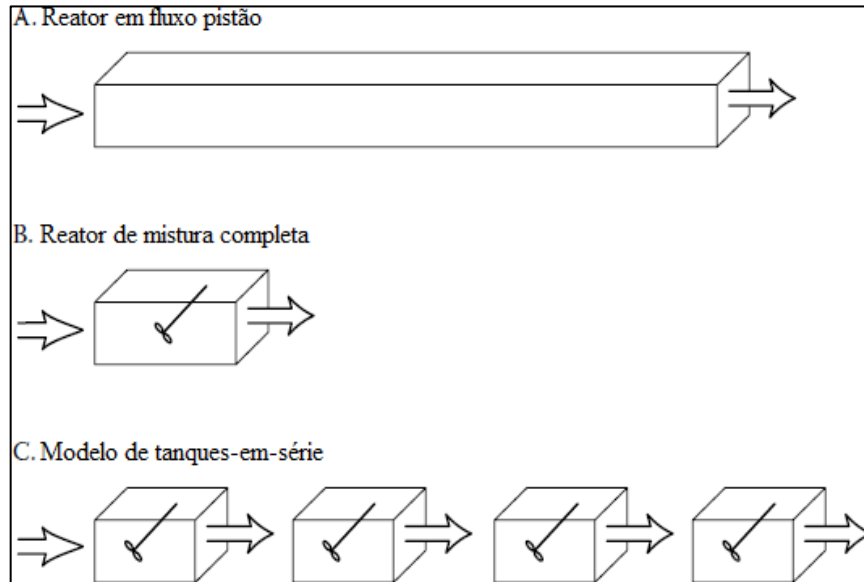 A. Reator em fluxo pistão
B. Reator de mistura completa
C. Modelo de tanques-em-série